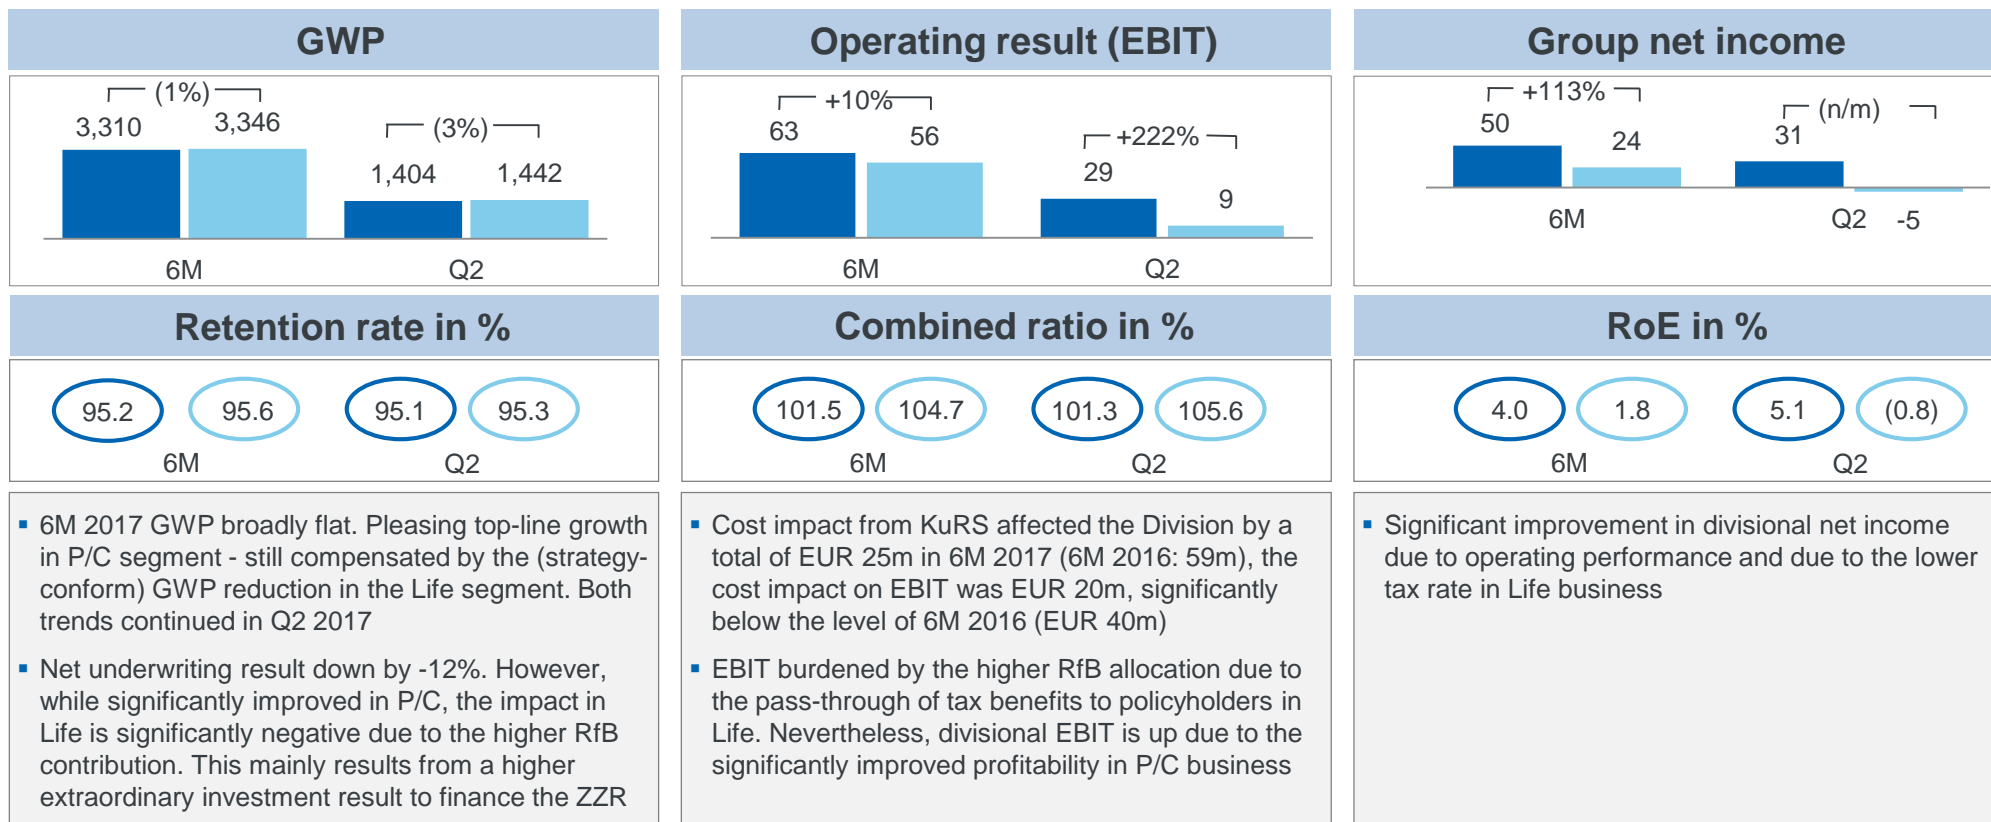 GWP
(1%)
3,310
3,346
(3%)
1,404
1,442
6M
Q2
Operating result (EBIT)
+10%
63
56
+222%
29
9
6M
Q2
Group net income
+113%
50
24
(n/m)
31
-5
6M
Q2
Retention rate in %
95.2
95.6
95.1
95.3
6M
Q2
Combined ratio in %
101.5
104.7
101.3
105.6
6M
Q2
RoE in %
4.0
1.8
5.1
(0.8)
6M
Q2
▪ 6M 2017 GWP broadly flat. Pleasing top-line growth
in P/C segment - still compensated by the (strategy-
conform) GWP reduction in the Life segment. Both
trends continued in Q2 2017
▪ Net underwriting result down by -12%. However,
while significantly improved in P/C, the impact in
Life is significantly negative due to the higher RfB
contribution. This mainly results from a higher
extraordinary investment result to finance the ZZR
▪ Cost impact from KuRS affected the Division by a
total of EUR 25m in 6M 2017 (6M 2016: 59m), the
cost impact on EBIT was EUR 20m, significantly
below the level of 6M 2016 (EUR 40m)
▪ EBIT burdened by the higher RfB allocation due to
the pass-through of tax benefits to policyholders in
Life. Nevertheless, divisional EBIT is up due to the
significantly improved profitability in P/C business
▪ Significant improvement in divisional net income
due to operating performance and due to the lower
tax rate in Life business